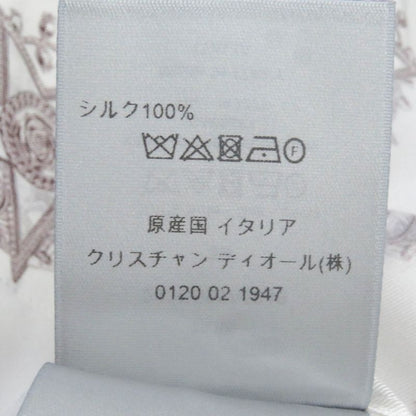 シルク100%
F
原産国 イタリア
クリスチャン ディオール(株)
0120 02 1947